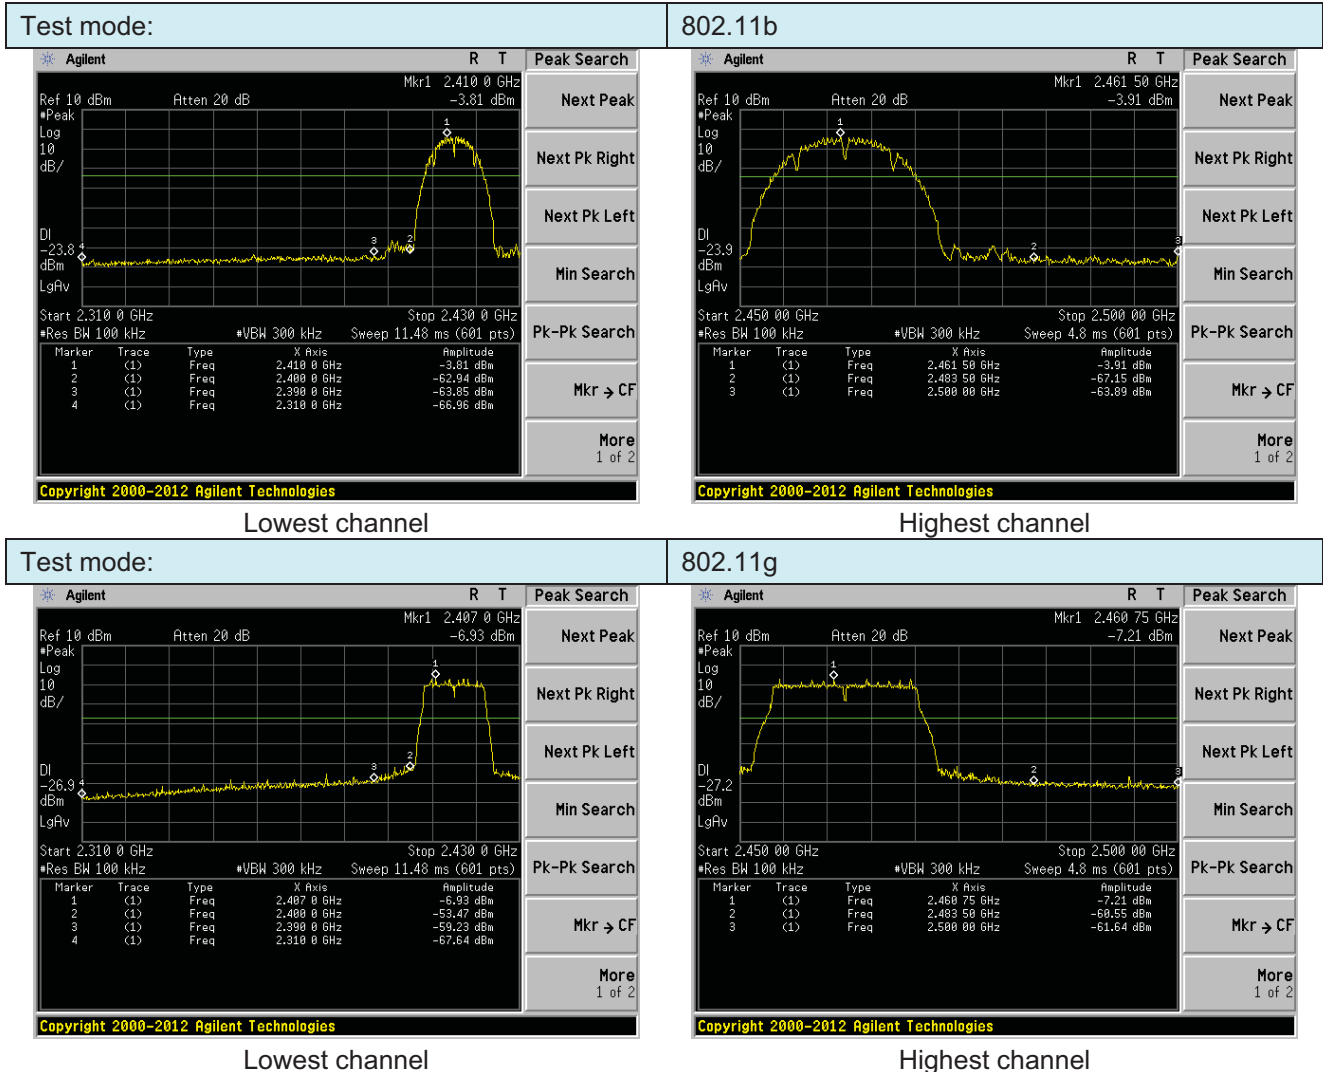 Test mode: 802.11b
Agilent R T Peak Search
Mkr1 2.410 0 GHz
Ref 10 dBm Atten 20 dB -3.81 dBm
#Peak
Log
10
dB/
DI
-23.8
dBm
LgAv
1
2
3
4
Start 2.310 0 GHz Stop 2.430 0 GHz
#Res BW 100 kHz #VBW 300 kHz Sweep 11.48 ms (601 pts)
Marker Trace Type X Axis Amplitude
1 (1) Freq 2.410 0 GHz -3.81 dBm
2 (1) Freq 2.400 0 GHz -62.94 dBm
3 (1) Freq 2.390 0 GHz -63.85 dBm
4 (1) Freq 2.310 0 GHz -66.96 dBm
Next Peak
Next Pk Right
Next Pk Left
Min Search
Pk-Pk Search
Mkr → CF
More
1 of 2
Copyright 2000-2012 Agilent Technologies
Lowest channel
Agilent R T Peak Search
Mkr1 2.461 50 GHz
Ref 10 dBm Atten 20 dB -3.91 dBm
#Peak
Log
10
dB/
DI
-23.9
dBm
LgAv
1
2
3
Start 2.450 00 GHz Stop 2.500 00 GHz
#Res BW 100 kHz #VBW 300 kHz Sweep 4.8 ms (601 pts)
Marker Trace Type X Axis Amplitude
1 (1) Freq 2.461 50 GHz -3.91 dBm
2 (1) Freq 2.483 50 GHz -67.15 dBm
3 (1) Freq 2.500 00 GHz -63.89 dBm
Next Peak
Next Pk Right
Next Pk Left
Min Search
Pk-Pk Search
Mkr → CF
More
1 of 2
Copyright 2000-2012 Agilent Technologies
Highest channel
Test mode: 802.11g
Agilent R T Peak Search
Mkr1 2.407 0 GHz
Ref 10 dBm Atten 20 dB -6.93 dBm
#Peak
Log
10
dB/
DI
-26.9
dBm
LgAv
1
2
3
4
Start 2.310 0 GHz Stop 2.430 0 GHz
#Res BW 100 kHz #VBW 300 kHz Sweep 11.48 ms (601 pts)
Marker Trace Type X Axis Amplitude
1 (1) Freq 2.407 0 GHz -6.93 dBm
2 (1) Freq 2.400 0 GHz -53.47 dBm
3 (1) Freq 2.390 0 GHz -59.23 dBm
4 (1) Freq 2.310 0 GHz -67.64 dBm
Next Peak
Next Pk Right
Next Pk Left
Min Search
Pk-Pk Search
Mkr → CF
More
1 of 2
Copyright 2000-2012 Agilent Technologies
Lowest channel
Agilent R T Peak Search
Mkr1 2.460 75 GHz
Ref 10 dBm Atten 20 dB -7.21 dBm
#Peak
Log
10
dB/
DI
-27.2
dBm
LgAv
1
2
3
Start 2.450 00 GHz Stop 2.500 00 GHz
#Res BW 100 kHz #VBW 300 kHz Sweep 4.8 ms (601 pts)
Marker Trace Type X Axis Amplitude
1 (1) Freq 2.460 75 GHz -7.21 dBm
2 (1) Freq 2.483 50 GHz -60.55 dBm
3 (1) Freq 2.500 00 GHz -61.64 dBm
Next Peak
Next Pk Right
Next Pk Left
Min Search
Pk-Pk Search
Mkr → CF
More
1 of 2
Copyright 2000-2012 Agilent Technologies
Highest channel